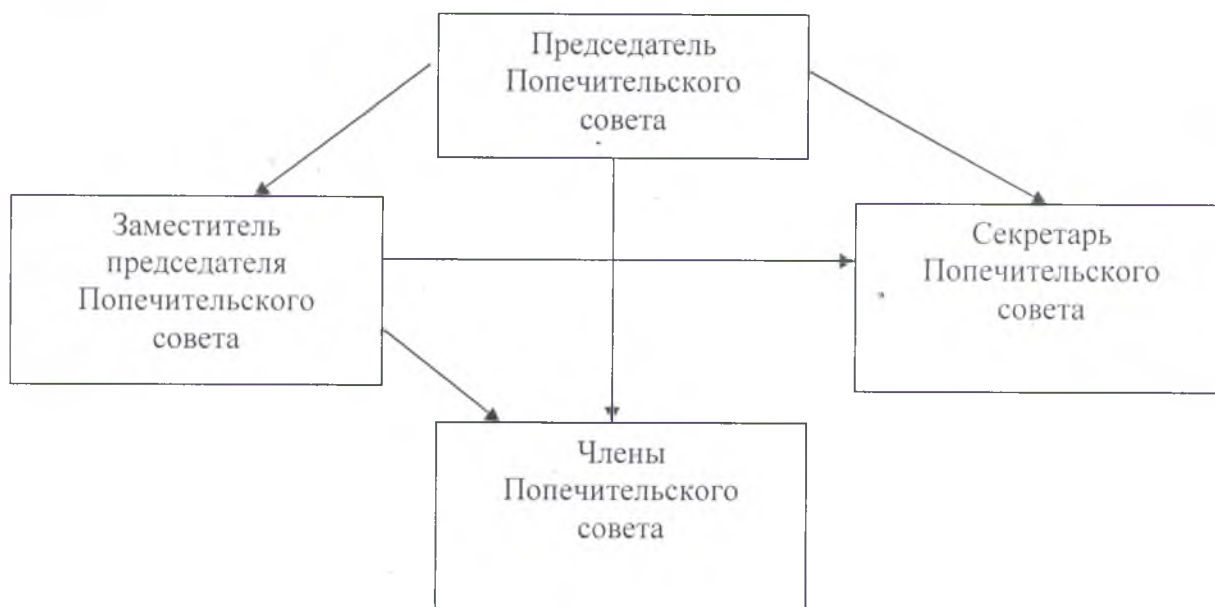 Председатель
Попечительского
совета
Заместитель
председателя
Попечительского
совета
Секретарь
Попечительского
совета
Члены
Попечительского
совета